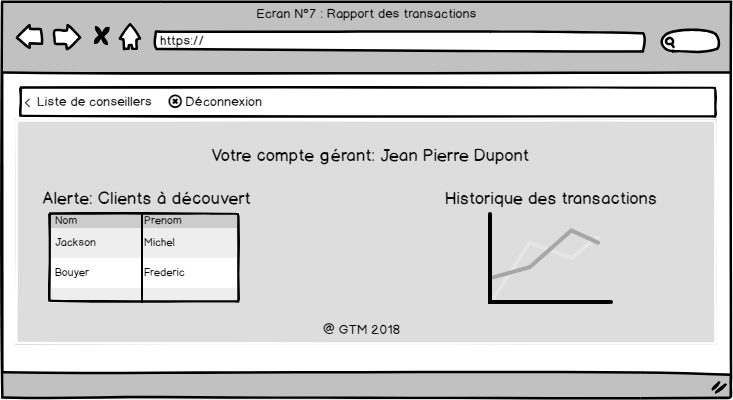 Ecran N°7 : Rapport des transactions
https://
Liste de conseillers Déconnexion
Votre compte gérant: Jean Pierre Dupont
Alerte: Clients à découvert
Nom Prenom
Jackson Michel
Bouyer Frederic
Historique des transactions
@ GTM 2018